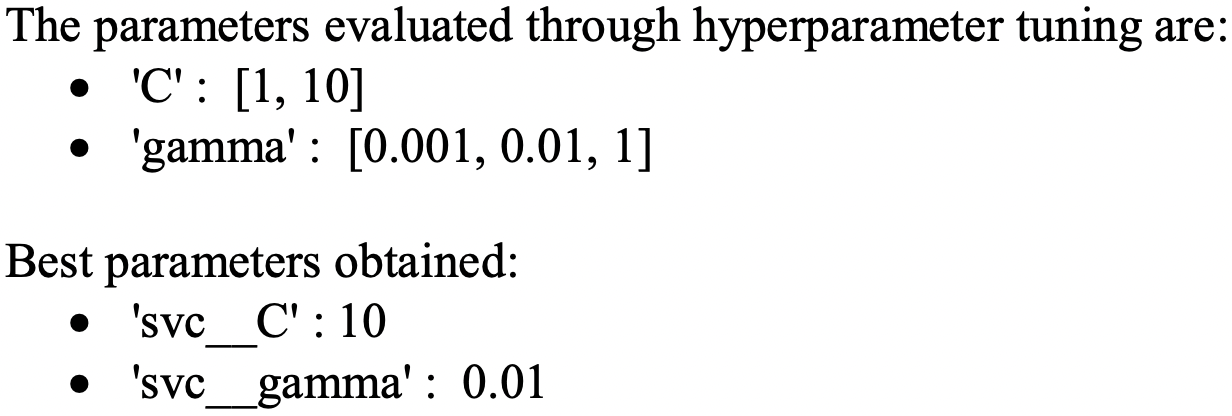 The parameters evaluated through hyperparameter tuning are:
• 'C' : [1, 10]
• 'gamma' : [0.001, 0.01, 1]
Best parameters obtained:
• 'svc__C' : 10
• 'svc__gamma' : 0.01